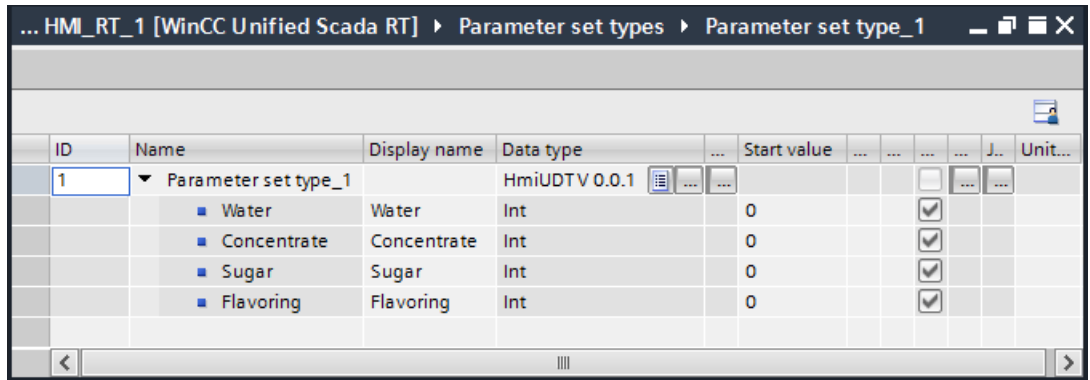 ... HMI_RT_1 [WinCC Unified Scada RT] ▸ Parameter set types ▸ Parameter set type_1
ID Name Display name Data type ... Start value ... ... ... ... J.. Unit...
1 Parameter set type_1 HmiUDT V 0.0.1 ... ... ... ...
Water Water Int 0
Concentrate Concentrate Int 0
Sugar Sugar Int 0
Flavoring Flavoring Int 0